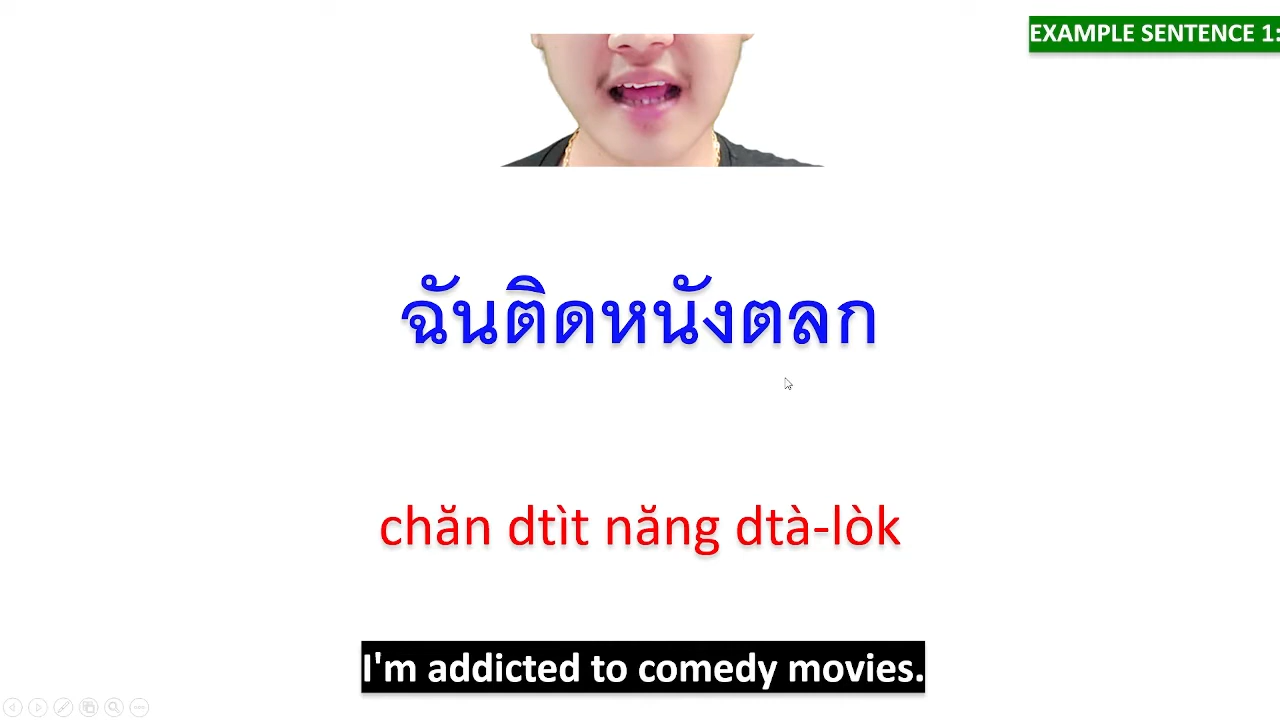 EXAMPLE SENTENCE 1:
ฉันติดหนังตลก
chăn dtìt năng dtà-lòk
I'm addicted to comedy movies.